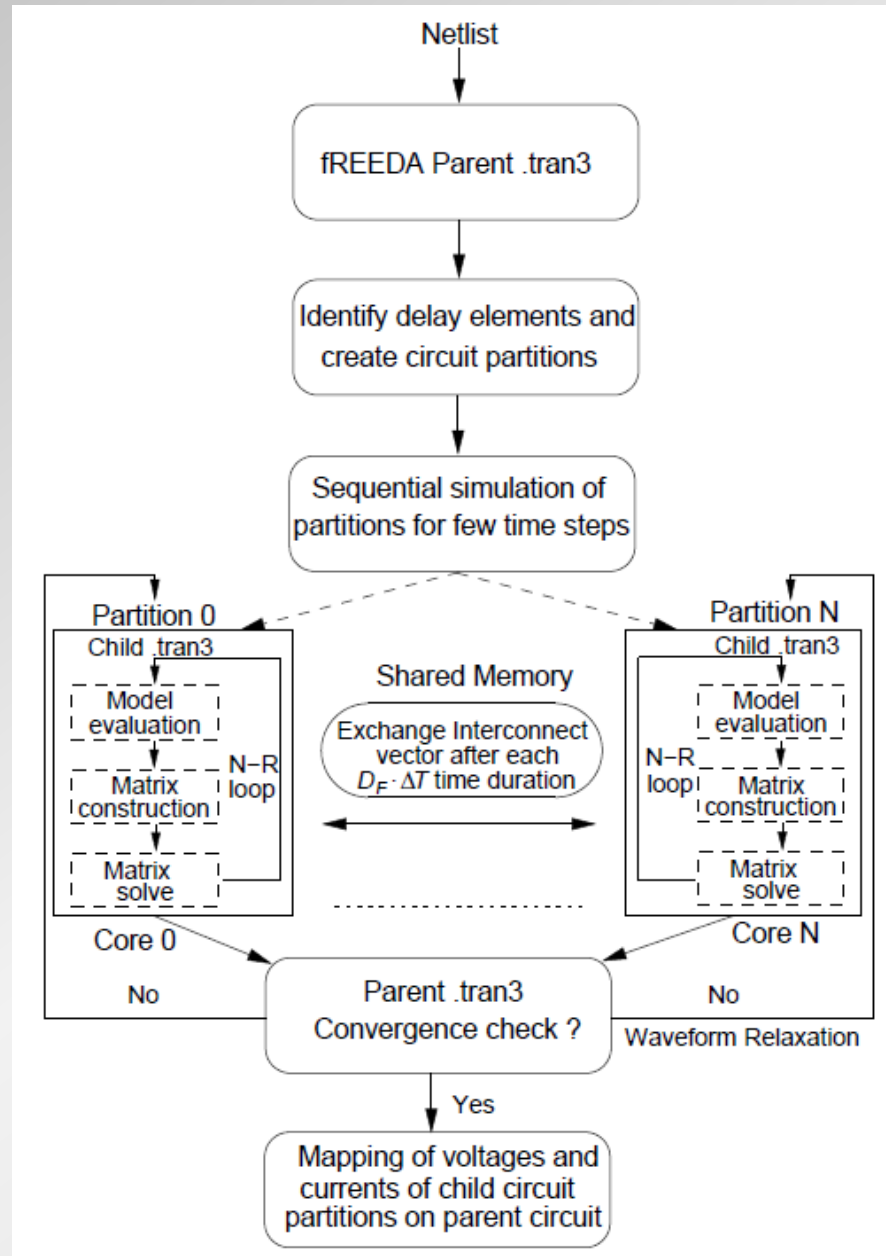 Netlist
fREEDA Parent .tran3
Identify delay elements and
create circuit partitions
Sequential simulation of
partitions for few time steps
Partition 0
Child .tran3
Model
evaluation
Matrix
construction
Matrix
solve
N−R
loop
Core 0
Shared Memory
Exchange Interconnect
vector after each
D_F · ΔT time duration
Partition N
Child .tran3
Model
evaluation
Matrix
construction
Matrix
solve
N−R
loop
Core N
No
Parent .tran3
Convergence check ?
No
Waveform Relaxation
Yes
Mapping of voltages and
currents of child circuit
partitions on parent circuit